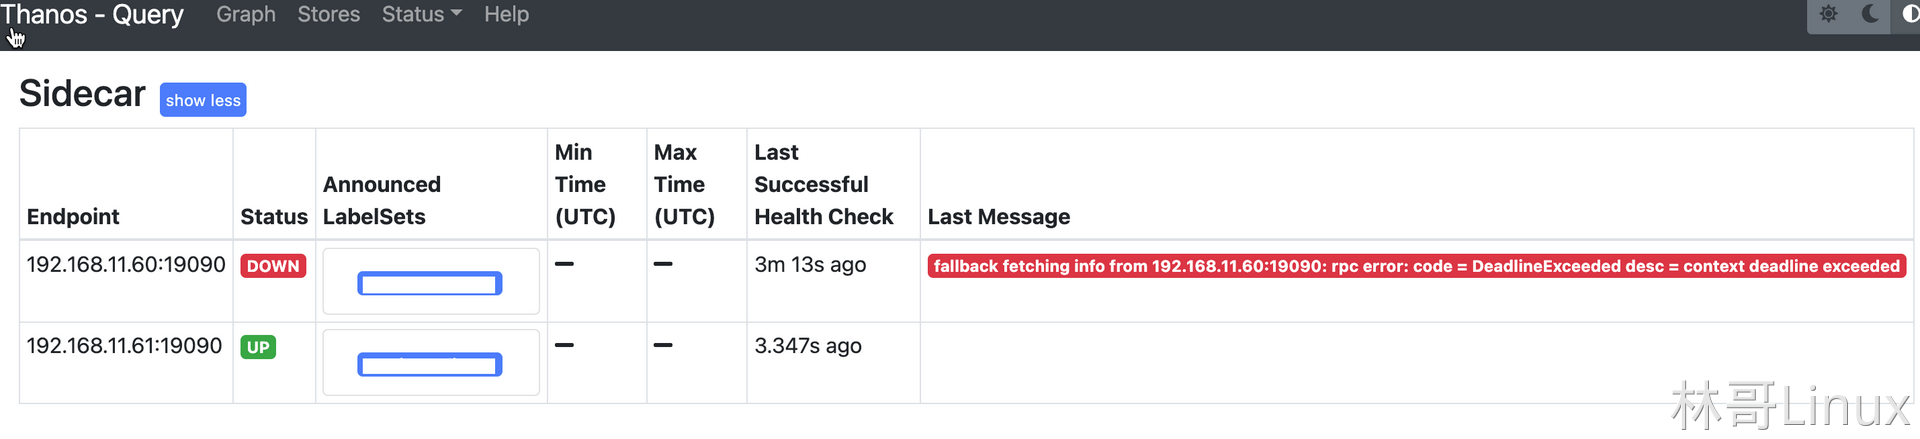 Thanos - Query Graph Stores Status Help
Sidecar show less
Endpoint Status Announced LabelSets Min Time (UTC) Max Time (UTC) Last Successful Health Check Last Message
192.168.11.60:19090 DOWN — — 3m 13s ago fallback fetching info from 192.168.11.60:19090: rpc error: code = DeadlineExceeded desc = context deadline exceeded
192.168.11.61:19090 UP — — 3.347s ago
林哥Linux